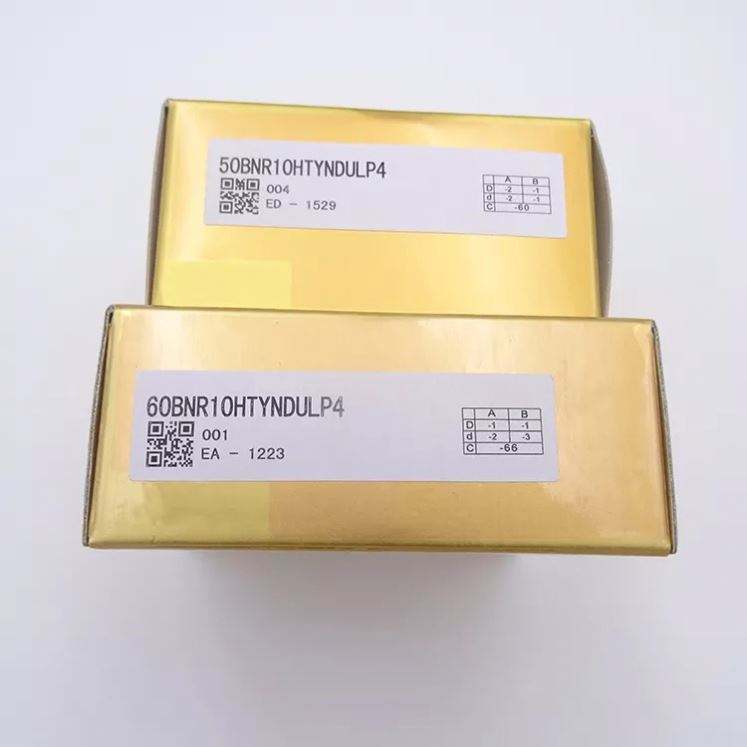 50BNR10HTYNDULP4
004
ED - 1529
A B
D -2 -1
d -2 -1
C -60
60BNR10HTYNDULP4
001
EA - 1223
A B
D -1 -1
d -2 -3
C -66